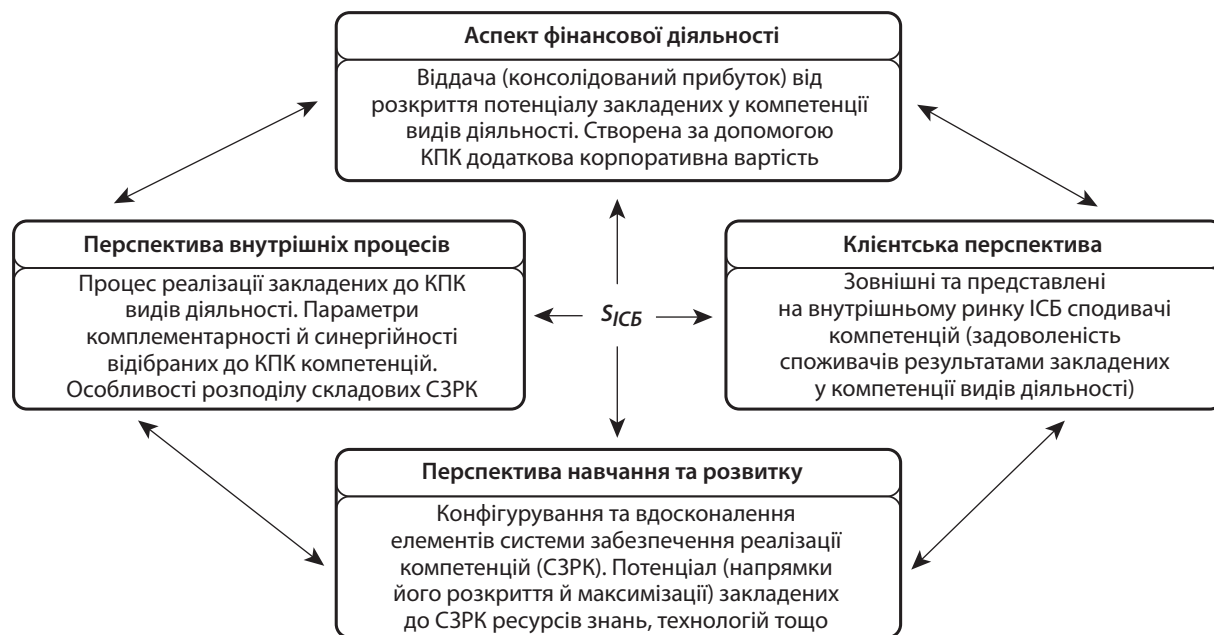 Аспект фінансової діяльності
Віддача (консолідований прибуток) від
розкриття потенціалу закладених у компетенції
видів діяльності. Створена за допомогою
КПК додаткова корпоративна вартість
Перспектива внутрішніх процесів
Процес реалізації закладених до КПК
видів діяльності. Параметри
комплементарності й синергійності
відібраних до КПК компетенцій.
Особливості розподілу складових СЗРК
SІСБ
Клієнтська перспектива
Зовнішні та представлені
на внутрішньому ринку ІСБ сподивачі
компетенцій (задоволеність
споживачів результатами закладених
у компетенції видів діяльності)
Перспектива навчання та розвитку
Конфігурування та вдосконалення
елементів системи забезпечення реалізації
компетенцій (СЗРК). Потенціал (напрямки
його розкриття й максимізації) закладених
до СЗРК ресурсів знань, технологій тощо